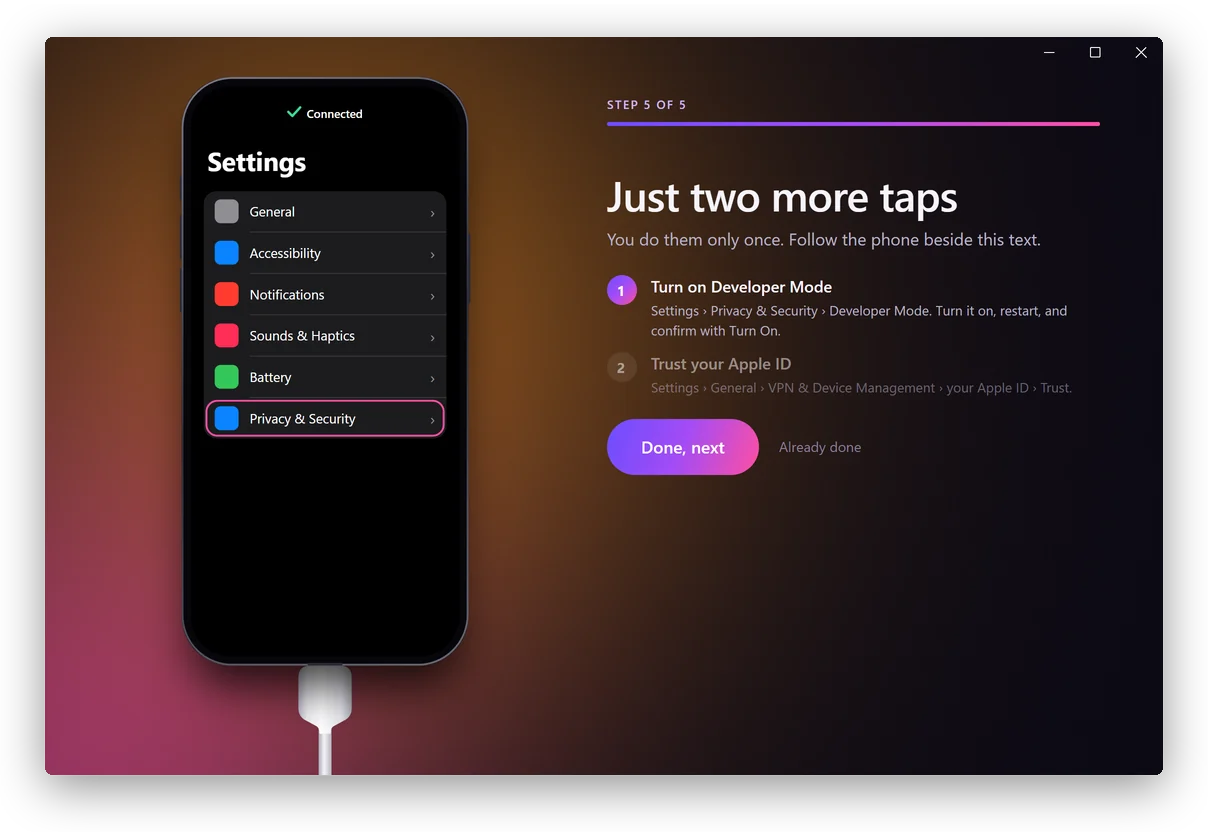 Connected
Settings
General
Accessibility
Notifications
Sounds & Haptics
Battery
Privacy & Security
STEP 5 OF 5
Just two more taps
You do them only once. Follow the phone beside this text.
1
Turn on Developer Mode
Settings › Privacy & Security › Developer Mode. Turn it on, restart, and
confirm with Turn On.
2
Trust your Apple ID
Settings › General › VPN & Device Management › your Apple ID › Trust.
Done, next
Already done